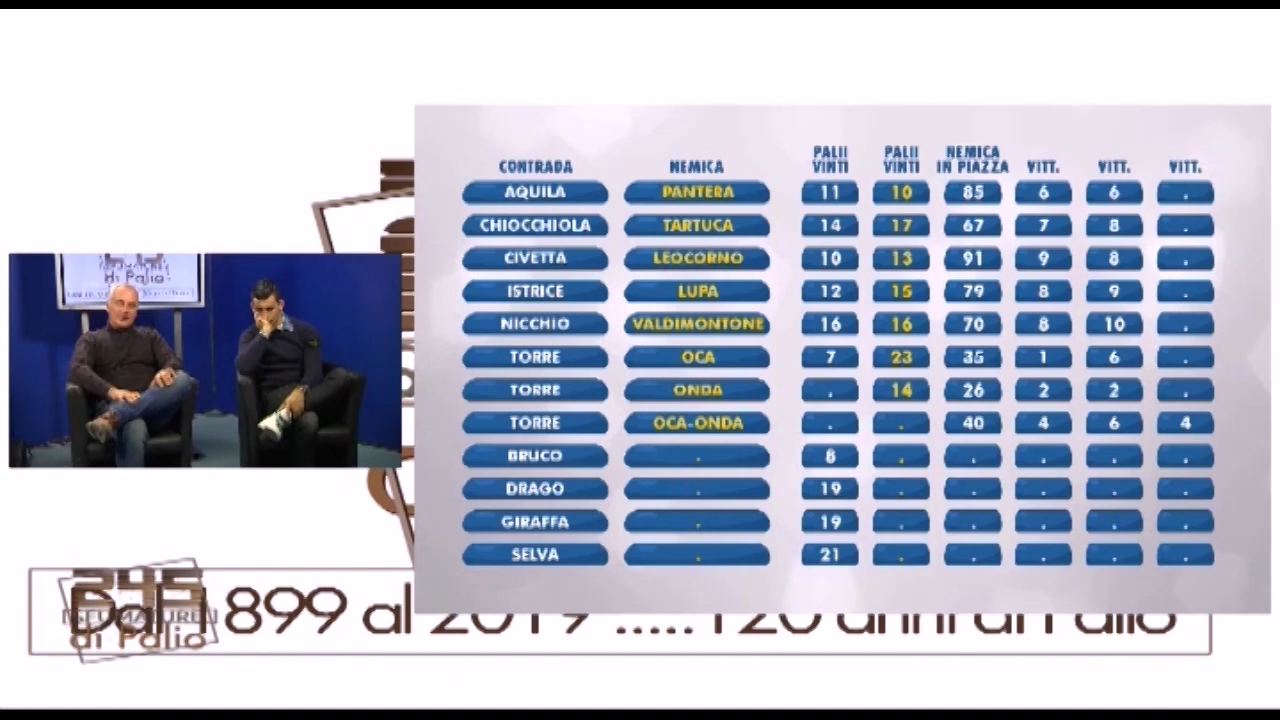 PALII PALII NEMICA
CONTRADA NEMICA VINTI VINTI IN PIAZZA VITT. VITT. VITT.
AQUILA PANTERA 11 10 85 6 6 .
CHIOCCHIOLA TARTUCA 14 17 67 7 8 .
CIVETTA LEOCORNO 10 13 91 9 8 .
ISTRICE LUPA 12 15 79 8 9 .
NICCHIO VALDIMONTONE 16 16 70 8 10 .
TORRE OCA 7 23 35 1 6 .
TORRE ONDA . 14 26 2 2 .
TORRE OCA-ONDA . . 40 4 6 4
BRUCO . 8 . . . . .
DRAGO . 19 . . . . .
GIRAFFA . 19 . . . . .
SELVA . 21 . . . . .
di Palio
Dal 1899 al 2019 .....120 anni di Palio
di Palio